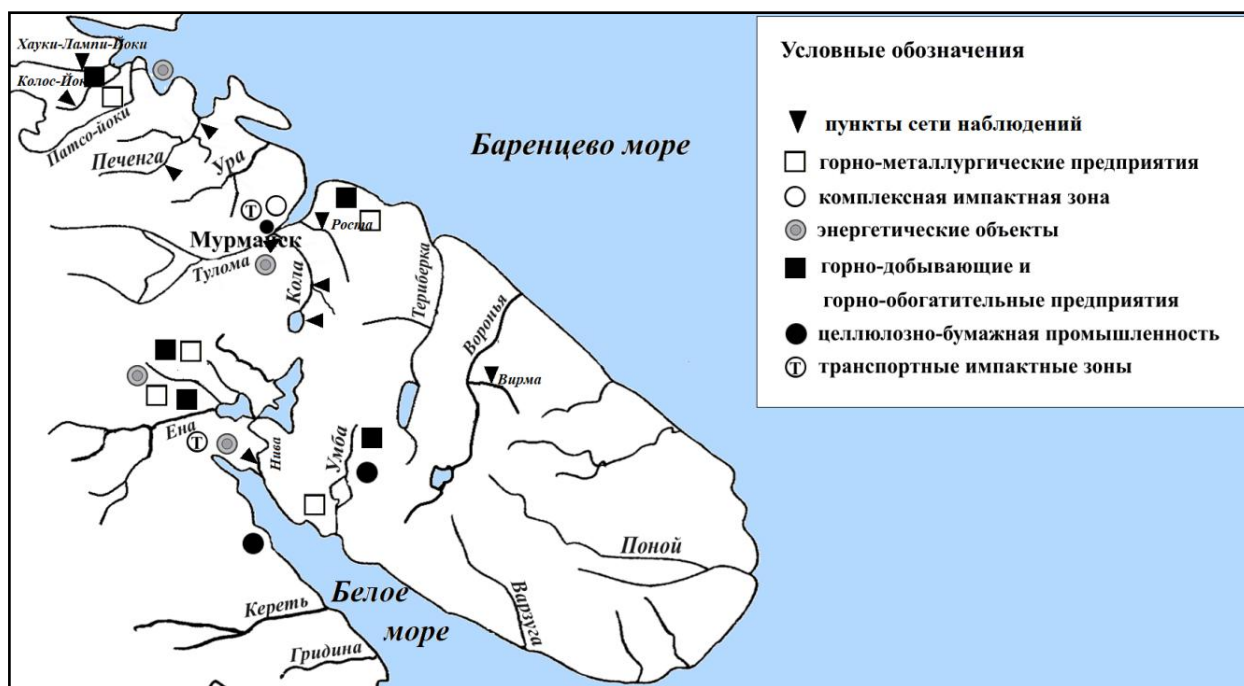 Хауки-Лампи-Йоки
Колос-Йок
Патсо-йоки
Печенга
Ура
Баренцево море
Т
Мурманск
Роста
Тулома
Кола
Териберка
Воронья
Вирма
Ена
Т
Нива
Умба
Поной
Варзуга
Белое
море
Кереть
Гридина
Условные обозначения
пункты сети наблюдений
горно-металлургические предприятия
комплексная импактная зона
энергетические объекты
горно-добывающие и
горно-обогатительные предприятия
целлюлозно-бумажная промышленность
Т
транспортные импактные зоны